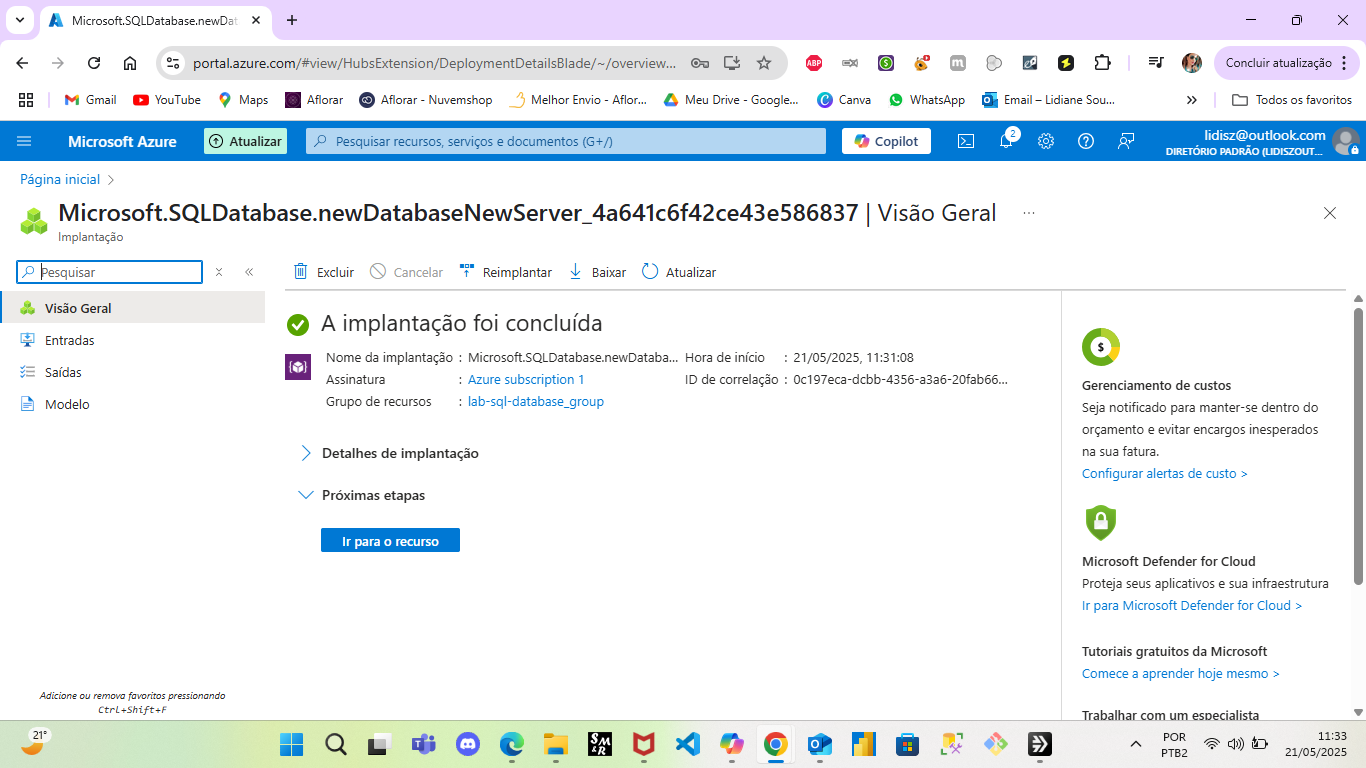 Microsoft.SQLDatabase.newDat
portal.azure.com/#view/HubsExtension/DeploymentDetailsBlade/~/overview...
ABP
Concluir atualização
Gmail
YouTube
Maps
Aflorar
Aflorar - Nuvemshop
Melhor Envio - Aflor...
Meu Drive - Google...
Canva
WhatsApp
Email – Lidiane Sou...
Todos os favoritos
Microsoft Azure
Atualizar
Pesquisar recursos, serviços e documentos (G+/)
Copilot
2
lidisz@outlook.com
DIRETÓRIO PADRÃO (LIDISZOUT...
Página inicial
Microsoft.SQLDatabase.newDatabaseNewServer_4a641c6f42ce43e586837 | Visão Geral
Implantação
Pesquisar
Excluir
Cancelar
Reimplantar
Baixar
Atualizar
Visão Geral
Entradas
Saídas
Modelo
A implantação foi concluída
Nome da implantação : Microsoft.SQLDatabase.newDataba...
Assinatura : Azure subscription 1
Grupo de recursos : lab-sql-database_group
Hora de início : 21/05/2025, 11:31:08
ID de correlação : 0c197eca-dcbb-4356-a3a6-20fab66...
Detalhes de implantação
Próximas etapas
Ir para o recurso
Gerenciamento de custos
Seja notificado para manter-se dentro do
orçamento e evitar encargos inesperados
na sua fatura.
Configurar alertas de custo >
Microsoft Defender for Cloud
Proteja seus aplicativos e sua infraestrutura
Ir para Microsoft Defender for Cloud >
Tutoriais gratuitos da Microsoft
Comece a aprender hoje mesmo >
Trabalhar com um especialista
Adicione ou remova favoritos pressionando
Ctrl+Shift+F
21°
POR
PTB2
11:33
21/05/2025